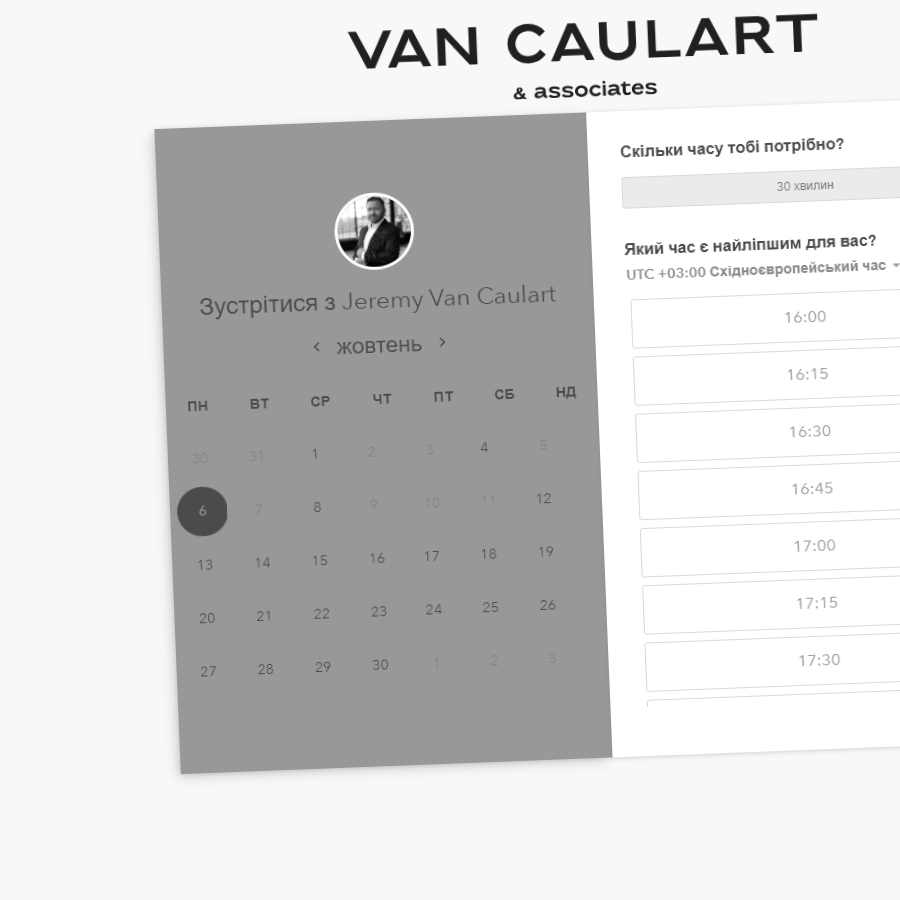 VAN CAULART
& associates
Зустрітися з Jeremy Van Caulart
‹ жовтень ›
ПН ВТ СР ЧТ ПТ СБ НД
30 31 1 2 3 4 5
6 7 8 9 10 11 12
13 14 15 16 17 18 19
20 21 22 23 24 25 26
27 28 29 30 1 2 3
Скільки часу тобі потрібно?
30 хвилин
Який час є найліпшим для вас?
UTC +03:00 Східноєвропейський час
16:00
16:15
16:30
16:45
17:00
17:15
17:30